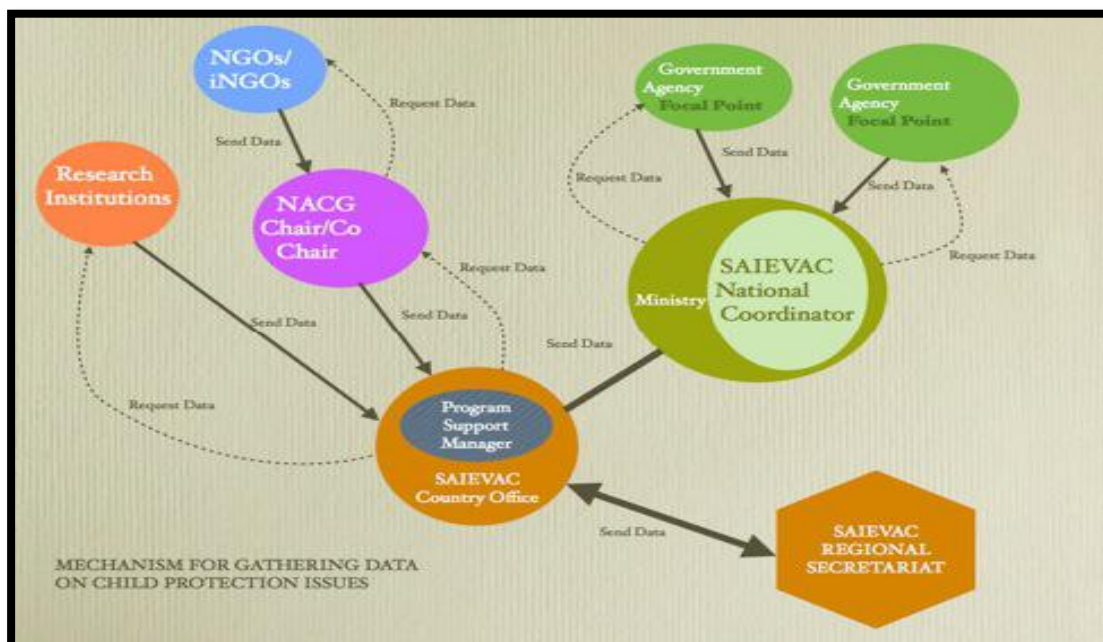 NGOs/
iNGOs
Request Data
Send Data
Government
Agency
Focal Point
Government
Agency
Focal Point
Send Data
Request Data
Send Data
Request Data
Research
Institutions
NACG
Chair/Co
Chair
Request Data
Send Data
Send Data
Ministry
SAIEVAC
National
Coordinator
Send Data
Request Data
Program
Support
Manager
SAIEVAC
Country Office
Send Data
SAIEVAC
REGIONAL
SECRETARIAT
MECHANISM FOR GATHERING DATA
ON CHILD PROTECTION ISSUES